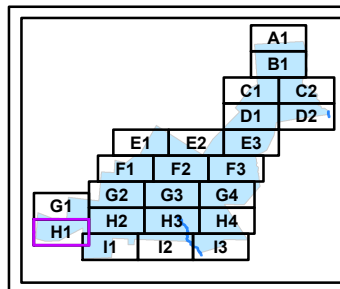 A1
B1
C1 C2
D1 D2
E1 E2 E3
F1 F2 F3
G1 G2 G3 G4
H1 H2 H3 H4
I1 I2 I3